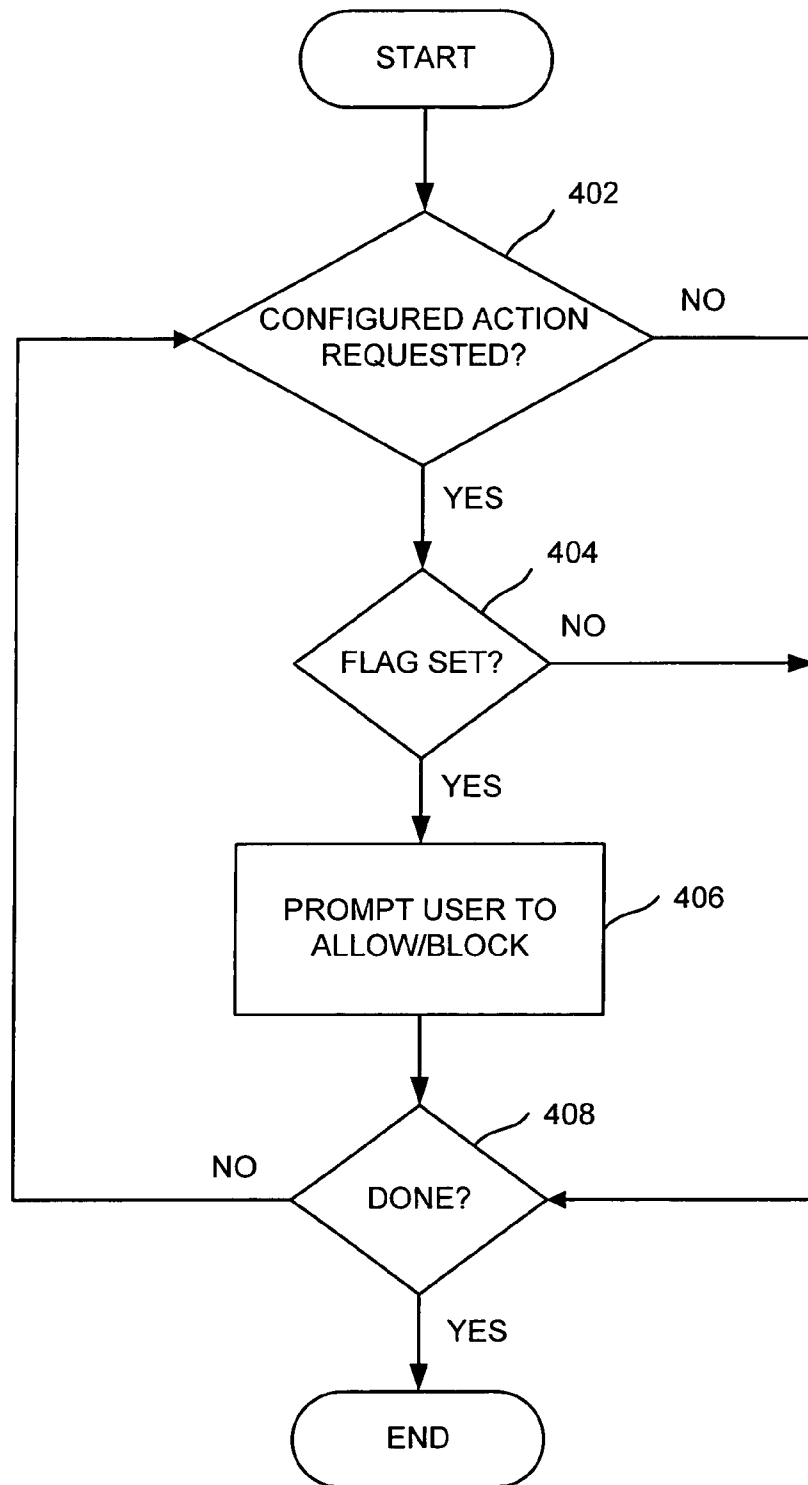 START
402
CONFIGURED ACTION
REQUESTED?
NO
YES
404
FLAG SET?
NO
YES
PROMPT USER TO
ALLOW/BLOCK
406
408
NO
DONE?
YES
END